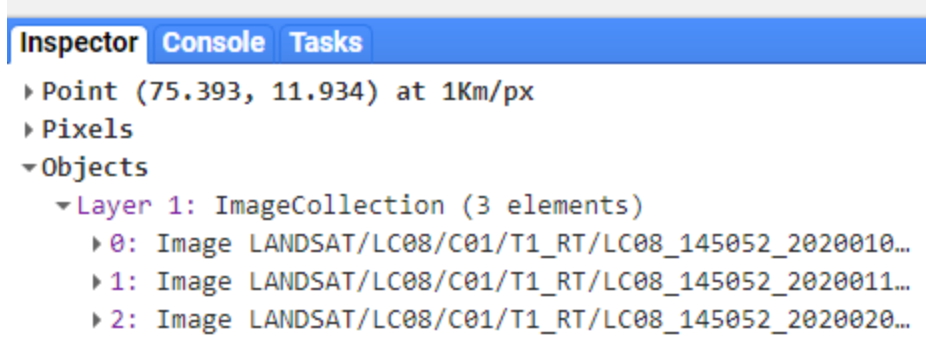 Inspector Console Tasks
Point (75.393, 11.934) at 1Km/px
Pixels
Objects
Layer 1: ImageCollection (3 elements)
0: Image LANDSAT/LC08/C01/T1_RT/LC08_145052_2020010…
1: Image LANDSAT/LC08/C01/T1_RT/LC08_145052_2020011…
2: Image LANDSAT/LC08/C01/T1_RT/LC08_145052_2020020…